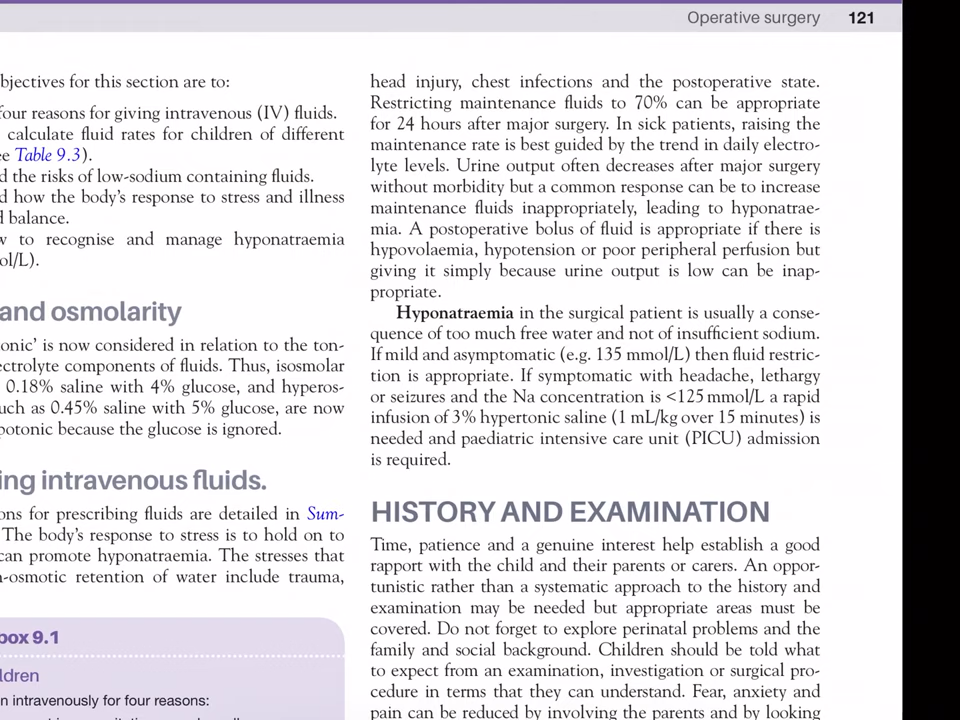 Operative surgery 121
bjectives for this section are to:
four reasons for giving intravenous (IV) fluids.
calculate fluid rates for children of different
ee Table 9.3).
d the risks of low-sodium containing fluids.
d how the body's response to stress and illness
d balance.
w to recognise and manage hyponatraemia
ol/L).
and osmolarity
onic' is now considered in relation to the ton-
ectrolyte components of fluids. Thus, isosmolar
0.18% saline with 4% glucose, and hyperos-
uch as 0.45% saline with 5% glucose, are now
potonic because the glucose is ignored.
ing intravenous fluids.
ons for prescribing fluids are detailed in Sum-
The body's response to stress is to hold on to
can promote hyponatraemia. The stresses that
n-osmotic retention of water include trauma,
box 9.1
ldren
n intravenously for four reasons:
head injury, chest infections and the postoperative state.
Restricting maintenance fluids to 70% can be appropriate
for 24 hours after major surgery. In sick patients, raising the
maintenance rate is best guided by the trend in daily electro-
lyte levels. Urine output often decreases after major surgery
without morbidity but a common response can be to increase
maintenance fluids inappropriately, leading to hyponatrae-
mia. A postoperative bolus of fluid is appropriate if there is
hypovolaemia, hypotension or poor peripheral perfusion but
giving it simply because urine output is low can be inap-
propriate.
Hyponatraemia in the surgical patient is usually a conse-
quence of too much free water and not of insufficient sodium.
If mild and asymptomatic (e.g. 135 mmol/L) then fluid restric-
tion is appropriate. If symptomatic with headache, lethargy
or seizures and the Na concentration is <125 mmol/L a rapid
infusion of 3% hypertonic saline (1 mL/kg over 15 minutes) is
needed and paediatric intensive care unit (PICU) admission
is required.
HISTORY AND EXAMINATION
Time, patience and a genuine interest help establish a good
rapport with the child and their parents or carers. An oppor-
tunistic rather than a systematic approach to the history and
examination may be needed but appropriate areas must be
covered. Do not forget to explore perinatal problems and the
family and social background. Children should be told what
to expect from an examination, investigation or surgical pro-
cedure in terms that they can understand. Fear, anxiety and
pain can be reduced by involving the parents and by looking